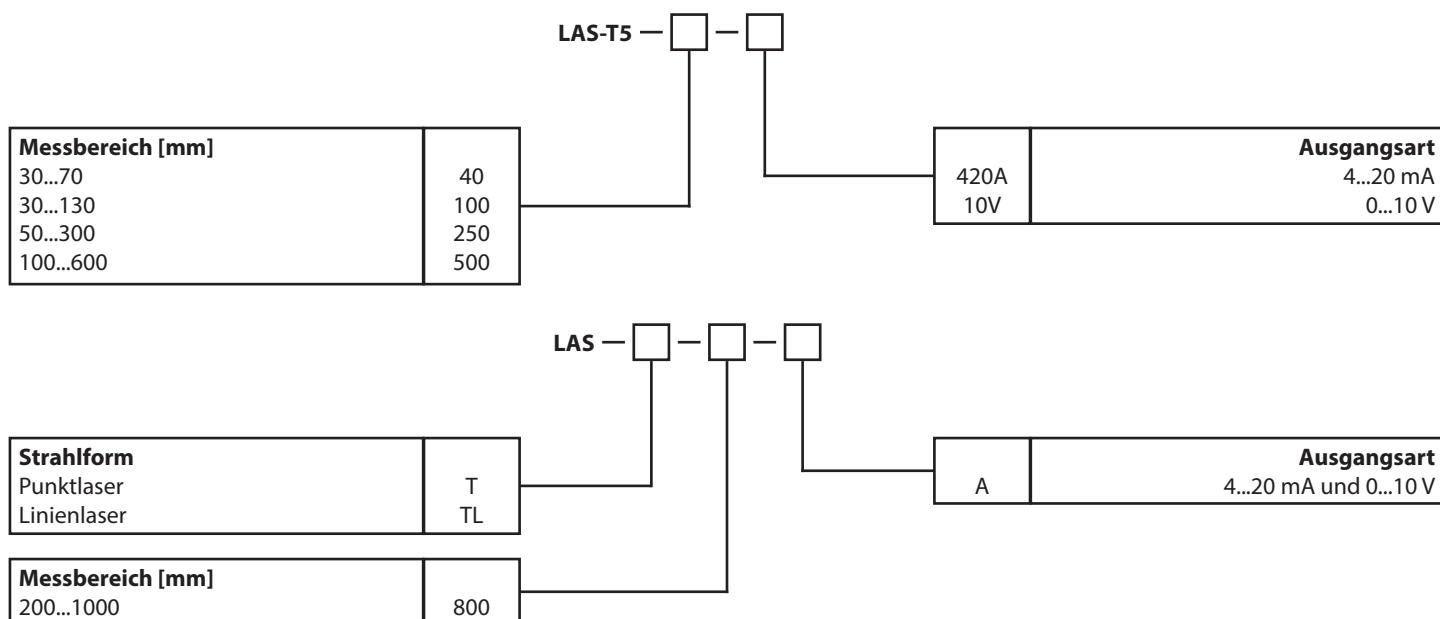 LAS-T5 — —
Messbereich [mm]
30...70 40
30...130 100
50...300 250
100...600 500
Ausgangsart
420A 4...20 mA
10V 0...10 V
LAS — — —
Strahlform
Punktlaser T
Linienlaser TL
Ausgangsart
A 4...20 mA und 0...10 V
Messbereich [mm]
200...1000 800